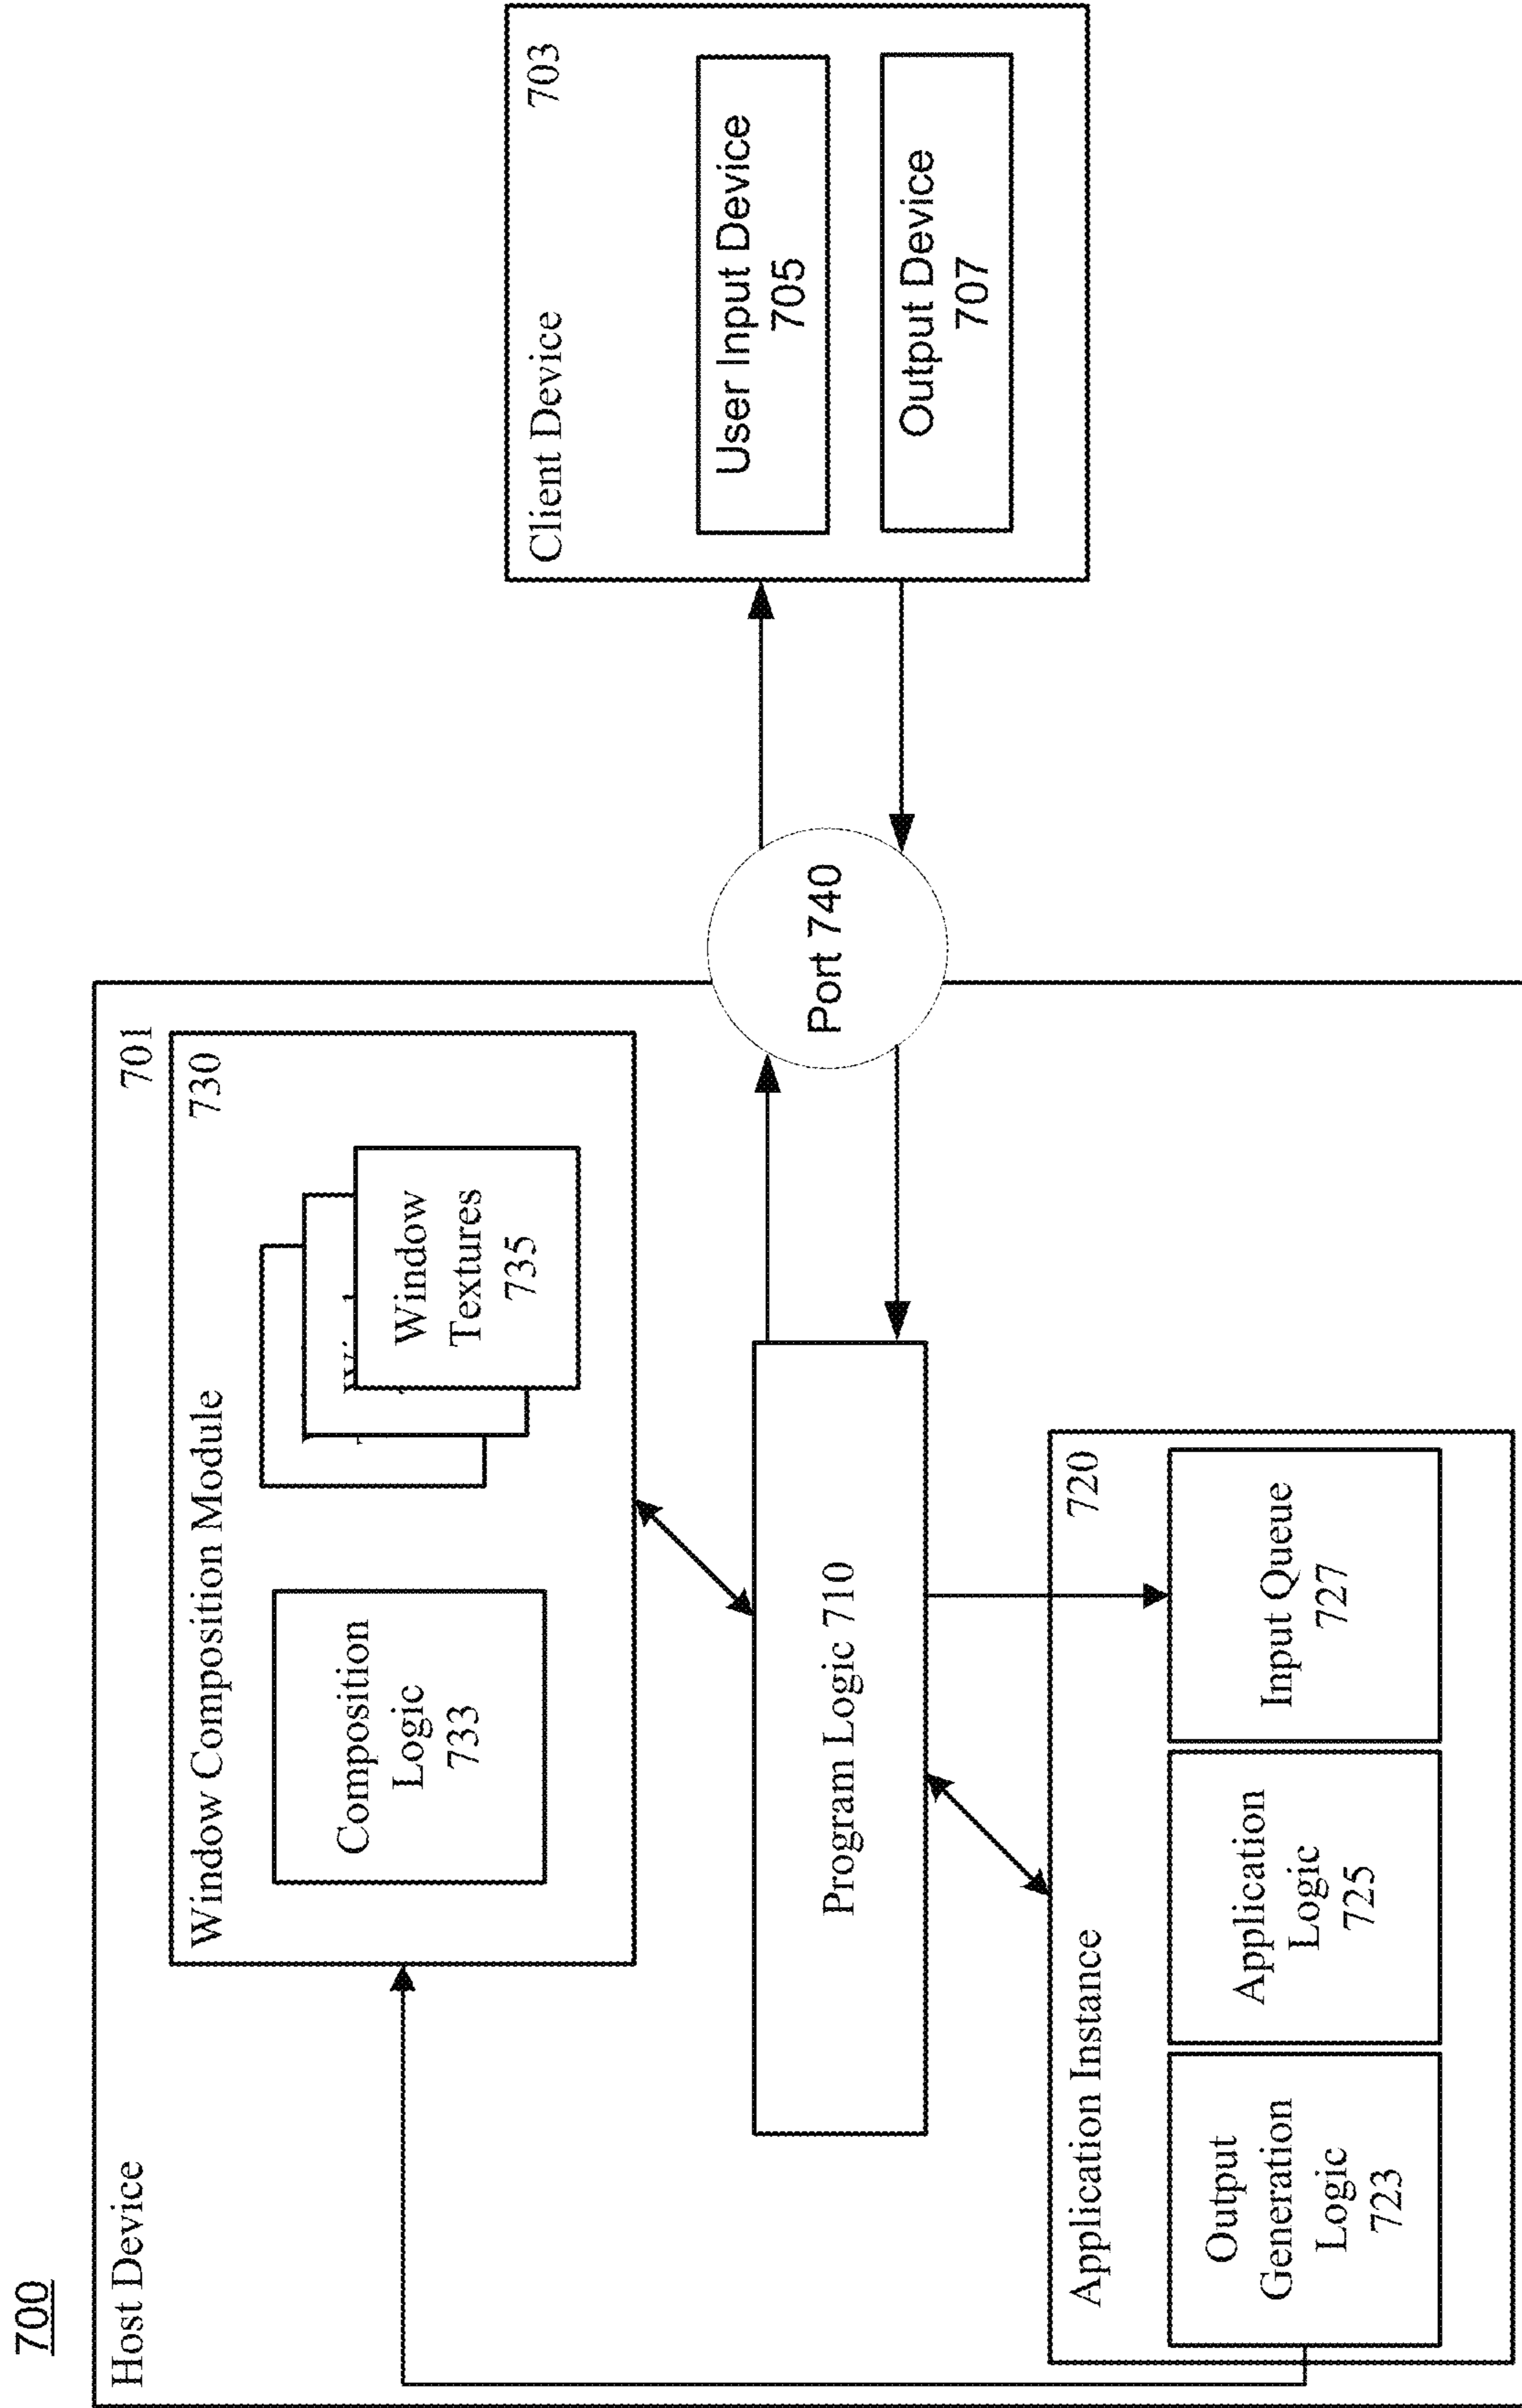 700
Host Device
701
Window Composition Module
730
Composition
Logic
733
Window
Textures
735
Program Logic 710
Application Instance
720
Output
Generation
Logic
723
Application
Logic
725
Input Queue
727
Port 740
Client Device
703
User Input Device
705
Output Device
707